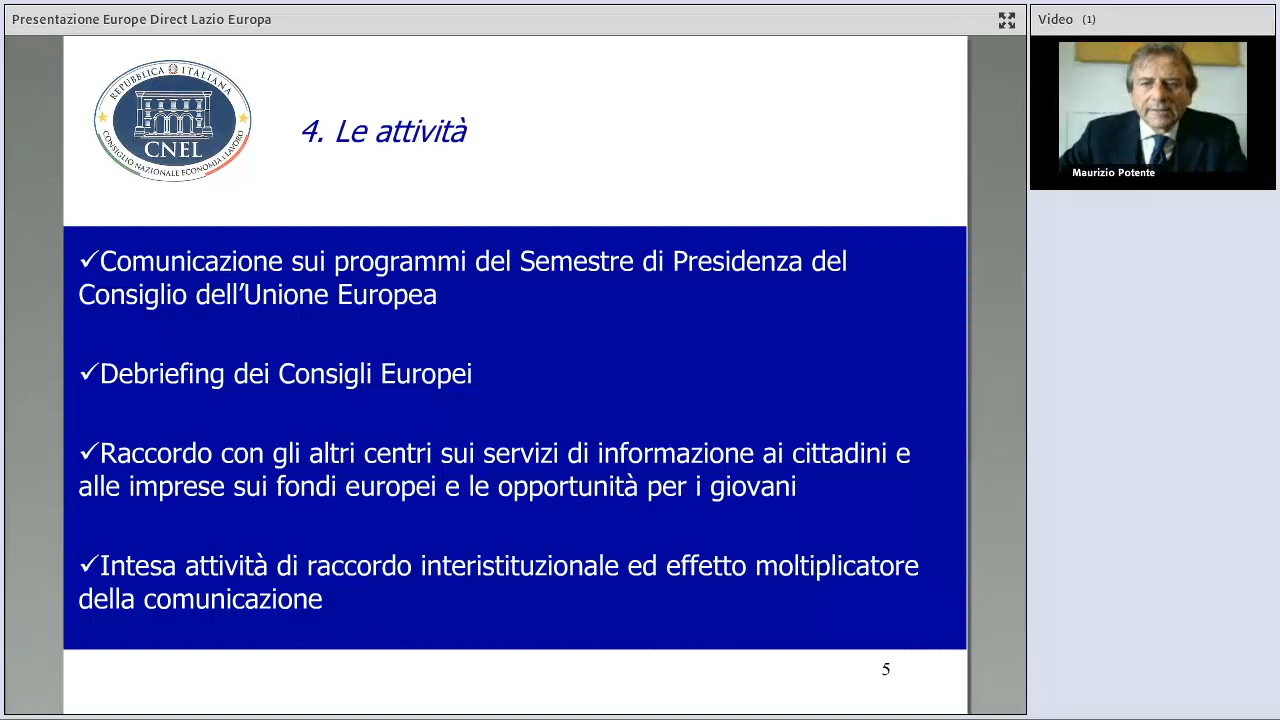 Presentazione Europe Direct Lazio Europa
Video (1)
REPUBBLICA ITALIANA
CNEL
CONSIGLIO NAZIONALE ECONOMIA E LAVORO
4. Le attività
Maurizio Potente
✓Comunicazione sui programmi del Semestre di Presidenza del
Consiglio dell’Unione Europea
✓Debriefing dei Consigli Europei
✓Raccordo con gli altri centri sui servizi di informazione ai cittadini e
alle imprese sui fondi europei e le opportunità per i giovani
✓Intesa attività di raccordo interistituzionale ed effetto moltiplicatore
della comunicazione
5